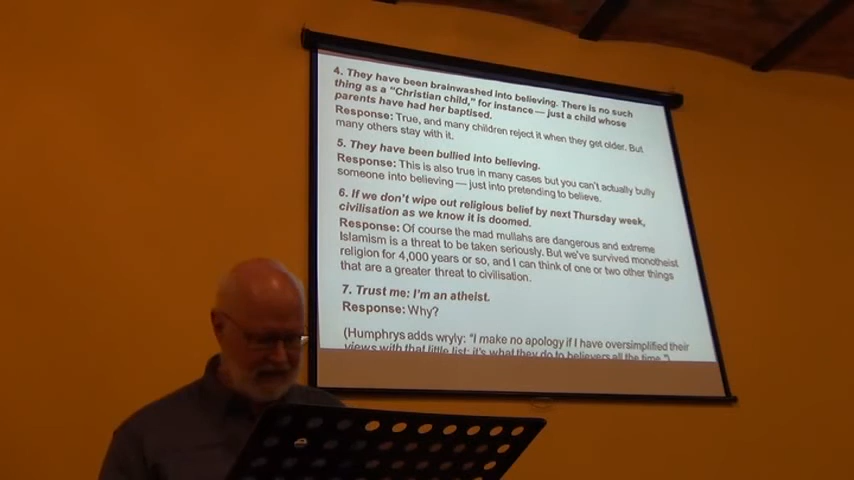 4. They have been brainwashed into believing. There is no such
thing as a “Christian child,” for instance — just a child whose
parents have had her baptised.
Response: True, and many children reject it when they get older. But
many others stay with it.
5. They have been bullied into believing.
Response: This is also true in many cases but you can’t actually bully
someone into believing — just into pretending to believe.
6. If we don’t wipe out religious belief by next Thursday week,
civilisation as we know it is doomed.
Response: Of course the mad mullahs are dangerous and extreme
Islamism is a threat to be taken seriously. But we’ve survived monotheist
religion for 4,000 years or so, and I can think of one or two other things
that are a greater threat to civilisation.
7. Trust me: I’m an atheist.
Response: Why?
(Humphrys adds wryly: “I make no apology if I have oversimplified their
views with that little list: it’s what they do to believers all the time.”)